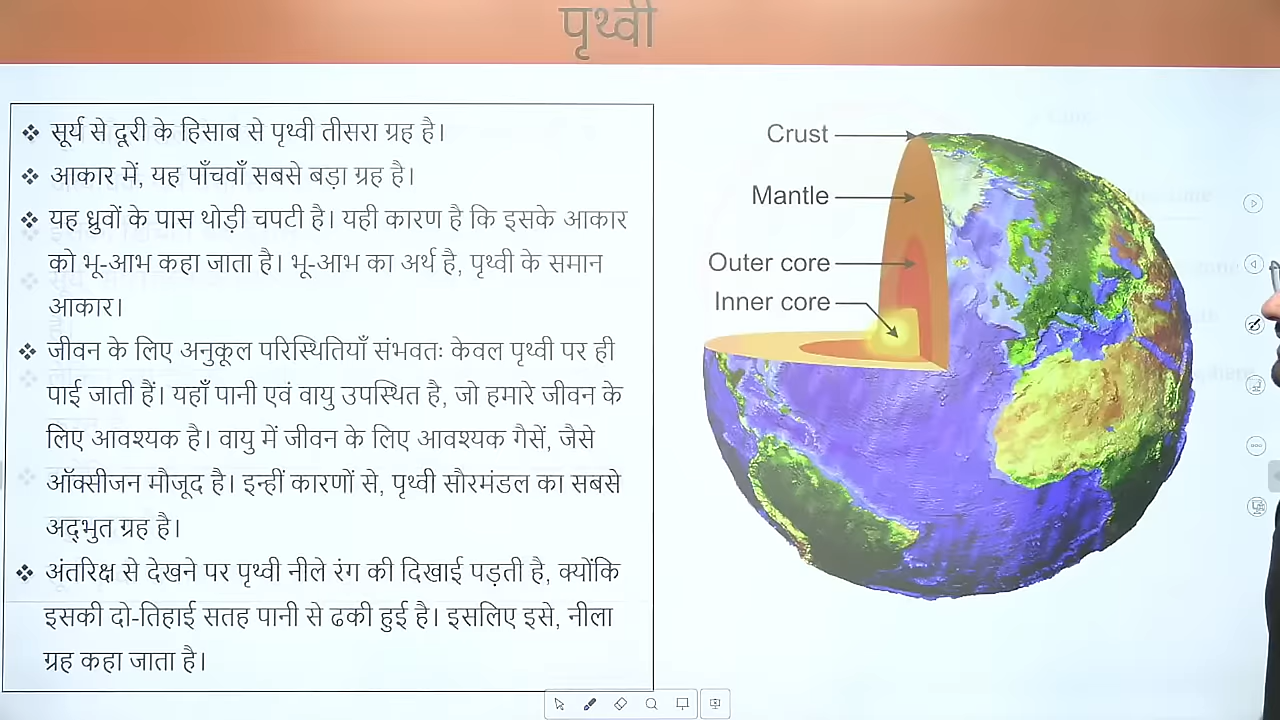 पृथ्वी
❖ सूर्य से दूरी के हिसाब से पृथ्वी तीसरा ग्रह है।
❖ आकार में, यह पाँचवाँ सबसे बड़ा ग्रह है।
❖ यह ध्रुवों के पास थोड़ी चपटी है। यही कारण है कि इसके आकार
को भू-आभ कहा जाता है। भू-आभ का अर्थ है, पृथ्वी के समान
आकार।
❖ जीवन के लिए अनुकूल परिस्थितियाँ संभवतः केवल पृथ्वी पर ही
पाई जाती हैं। यहाँ पानी एवं वायु उपस्थित है, जो हमारे जीवन के
लिए आवश्यक है। वायु में जीवन के लिए आवश्यक गैसें, जैसे
ऑक्सीजन मौजूद है। इन्हीं कारणों से, पृथ्वी सौरमंडल का सबसे
अद्‌भुत ग्रह है।
❖ अंतरिक्ष से देखने पर पृथ्वी नीले रंग की दिखाई पड़ती है, क्योंकि
इसकी दो-तिहाई सतह पानी से ढकी हुई है। इसलिए इसे, नीला
ग्रह कहा जाता है।
Crust
Mantle
Outer core
Inner core